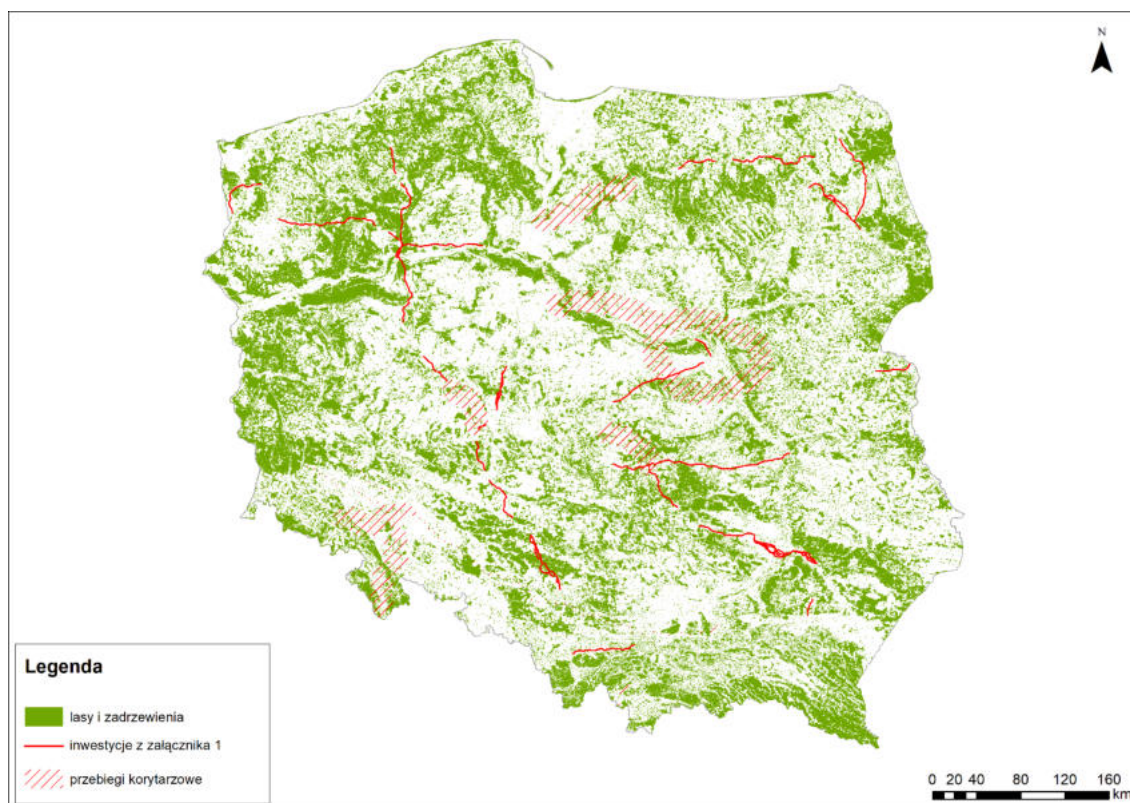 N
Legenda
lasy i zadrzewienia
inwestycje z załącznika 1
przebiegi korytarzowe
0 20 40 80 120 160
km